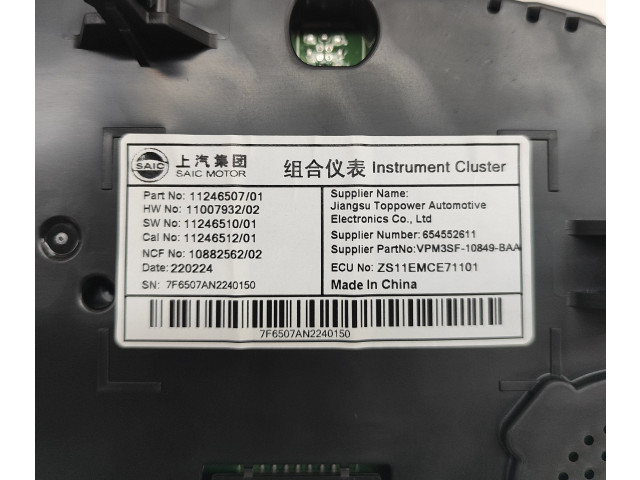 SAIC
上汽集团
SAIC MOTOR
组合仪表 Instrument Cluster
Part No: 11246507/01
HW No: 11007932/02
SW No: 11246510/01
Cal No: 11246512/01
NCF No: 10882562/02
Date: 220224
SN: 7F6507AN2240150
Supplier Name:
Jiangsu Toppower Automotive
Electronics Co., Ltd
Supplier Number: 654552611
Supplier PartNo: VPM3SF-10849-BAA
ECU No: ZS11EMCE71101
Made In China
7F6507AN2240150